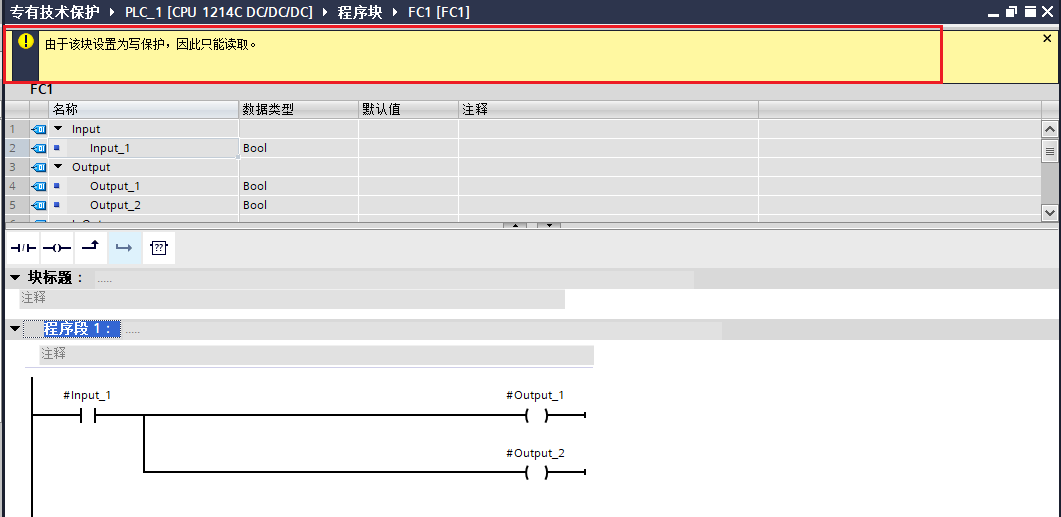 专有技术保护 ▸ PLC_1 [CPU 1214C DC/DC/DC] ▸ 程序块 ▸ FC1 [FC1]
由于该块设置为写保护，因此只能读取。
FC1
名称 数据类型 默认值 注释
1 Input
2 Input_1 Bool
3 Output
4 Output_1 Bool
5 Output_2 Bool
??
块标题： .....
注释
程序段 1： .....
注释
#Input_1 #Output_1
#Output_2